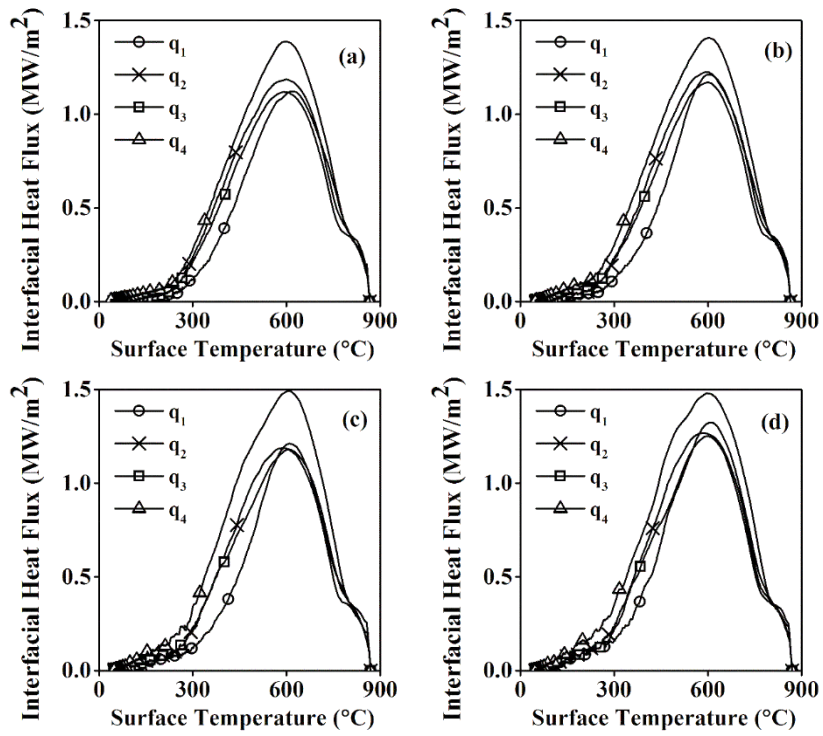 Interfacial Heat Flux (MW/m²)
1.5
1.0
0.5
0.0
q₁
q₂
q₃
q₄
(a)
0 300 600 900
Surface Temperature (°C)
Interfacial Heat Flux (MW/m²)
1.5
1.0
0.5
0.0
q₁
q₂
q₃
q₄
(b)
0 300 600 900
Surface Temperature (°C)
Interfacial Heat Flux (MW/m²)
1.5
1.0
0.5
0.0
q₁
q₂
q₃
q₄
(c)
0 300 600 900
Surface Temperature (°C)
Interfacial Heat Flux (MW/m²)
1.5
1.0
0.5
0.0
q₁
q₂
q₃
q₄
(d)
0 300 600 900
Surface Temperature (°C)